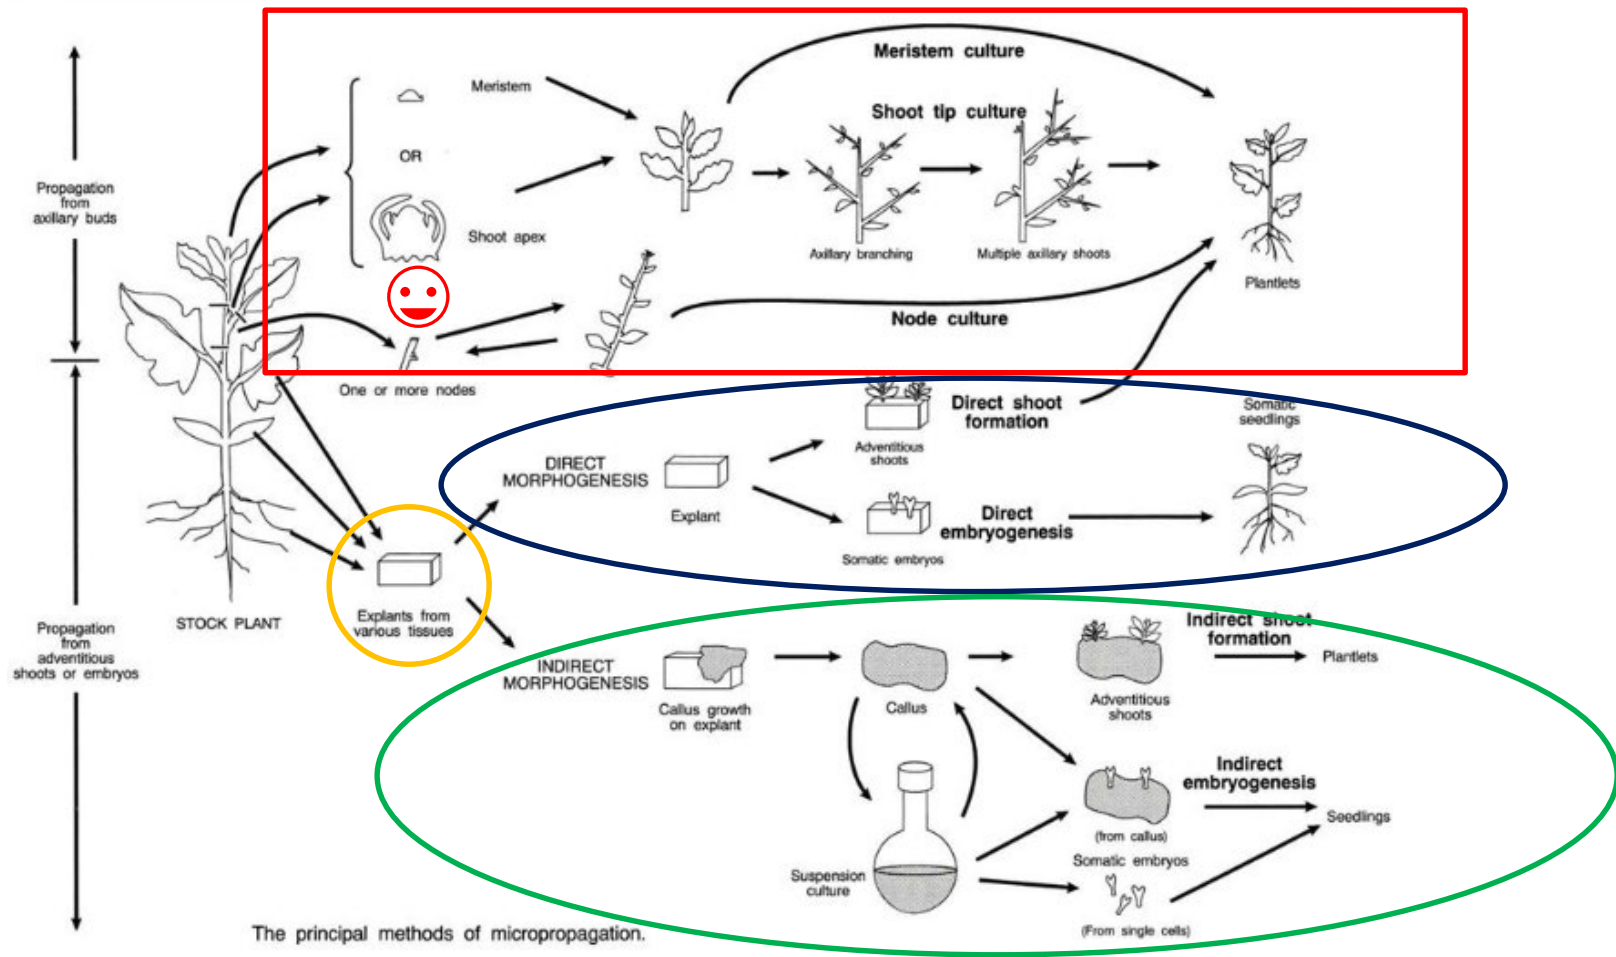 Meristem culture
Meristem
Shoot tip culture
OR
Propagation
from
axillary buds
Shoot apex
Axillary branching
Multiple axillary shoots
Plantlets
Node culture
One or more nodes
Direct shoot
formation
Somatic
seedlings
Adventitious
shoots
DIRECT
MORPHOGENESIS
Explant
Direct
embryogenesis
Somatic embryos
STOCK PLANT
Explants from
various tissues
Propagation
from
adventitious
shoots or embryos
INDIRECT
MORPHOGENESIS
Callus growth
on explant
Callus
Indirect shoot
formation
Plantlets
Adventitious
shoots
Indirect
embryogenesis
Seedlings
(from callus)
Somatic embryos
Suspension
culture
(From single cells)
The principal methods of micropropagation.